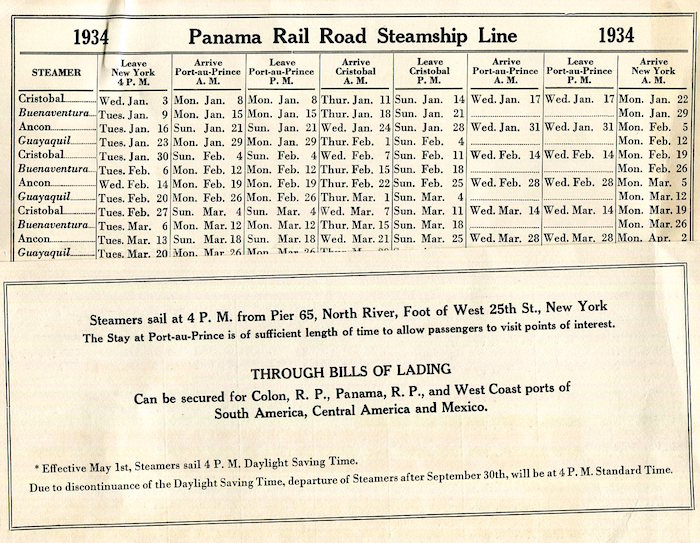 1934 Panama Rail Road Steamship Line 1934
Leave Arrive Leave Arrive Leave Arrive Leave Arrive
STEAMER New York Port-au-Prince Port-au-Prince Cristobal Cristobal Port-au-Prince Port-au-Prince New York
4 P. M. A. M. P. M. A. M. P. M. A. M. P. M. A. M.
Cristobal Wed. Jan. 3 Mon. Jan. 8 Mon. Jan. 8 Thur. Jan. 11 Sun. Jan. 14 Wed. Jan. 17 Wed. Jan. 17 Mon. Jan. 22
Buenaventura Tues. Jan. 9 Mon. Jan. 15 Mon. Jan. 15 Thur. Jan. 18 Sun. Jan. 21 Mon. Jan. 29
Ancon Tues. Jan. 16 Sun. Jan. 21 Sun. Jan. 21 Wed. Jan. 24 Sun. Jan. 28 Wed. Jan. 31 Wed. Jan. 31 Mon. Feb. 5
Guayaquil Tues. Jan. 23 Mon. Jan. 29 Mon. Jan. 29 Thur. Feb. 1 Sun. Feb. 4 Mon. Feb. 12
Cristobal Tues. Jan. 30 Sun. Feb. 4 Sun. Feb. 4 Wed. Feb. 7 Sun. Feb. 11 Wed. Feb. 14 Wed. Feb. 14 Mon. Feb. 19
Buenaventura Tues. Feb. 6 Mon. Feb. 12 Mon. Feb. 12 Thur. Feb. 15 Sun. Feb. 18 Mon. Feb. 26
Ancon Wed. Feb. 14 Mon. Feb. 19 Mon. Feb. 19 Thur. Feb. 22 Sun. Feb. 25 Wed. Feb. 28 Wed. Feb. 28 Mon. Mar. 5
Guayaquil Tues. Feb. 20 Mon. Feb. 26 Mon. Feb. 26 Thur. Mar. 1 Sun. Mar. 4 Mon. Mar. 12
Cristobal Tues. Feb. 27 Sun. Mar. 4 Sun. Mar. 4 Wed. Mar. 7 Sun. Mar. 11 Wed. Mar. 14 Wed. Mar. 14 Mon. Mar. 19
Buenaventura Tues. Mar. 6 Mon. Mar. 12 Mon. Mar. 12 Thur. Mar. 15 Sun. Mar. 18 Mon. Mar. 26
Ancon Tues. Mar. 13 Sun. Mar. 18 Sun. Mar. 18 Wed. Mar. 21 Sun. Mar. 25 Wed. Mar. 28 Wed. Mar. 28 Mon. Apr. 2
Guayaquil Tues. Mar. 20 Mon. Mar. 26 Mon. Mar. 26
Steamers sail at 4 P. M. from Pier 65, North River, Foot of West 25th St., New York
The Stay at Port-au-Prince is of sufficient length of time to allow passengers to visit points of interest.
THROUGH BILLS OF LADING
Can be secured for Colon, R. P., Panama, R. P., and West Coast ports of
South America, Central America and Mexico.
* Effective May 1st, Steamers sail 4 P. M. Daylight Saving Time.
Due to discontinuance of the Daylight Saving Time, departure of Steamers after September 30th, will be at 4 P. M. Standard Time.